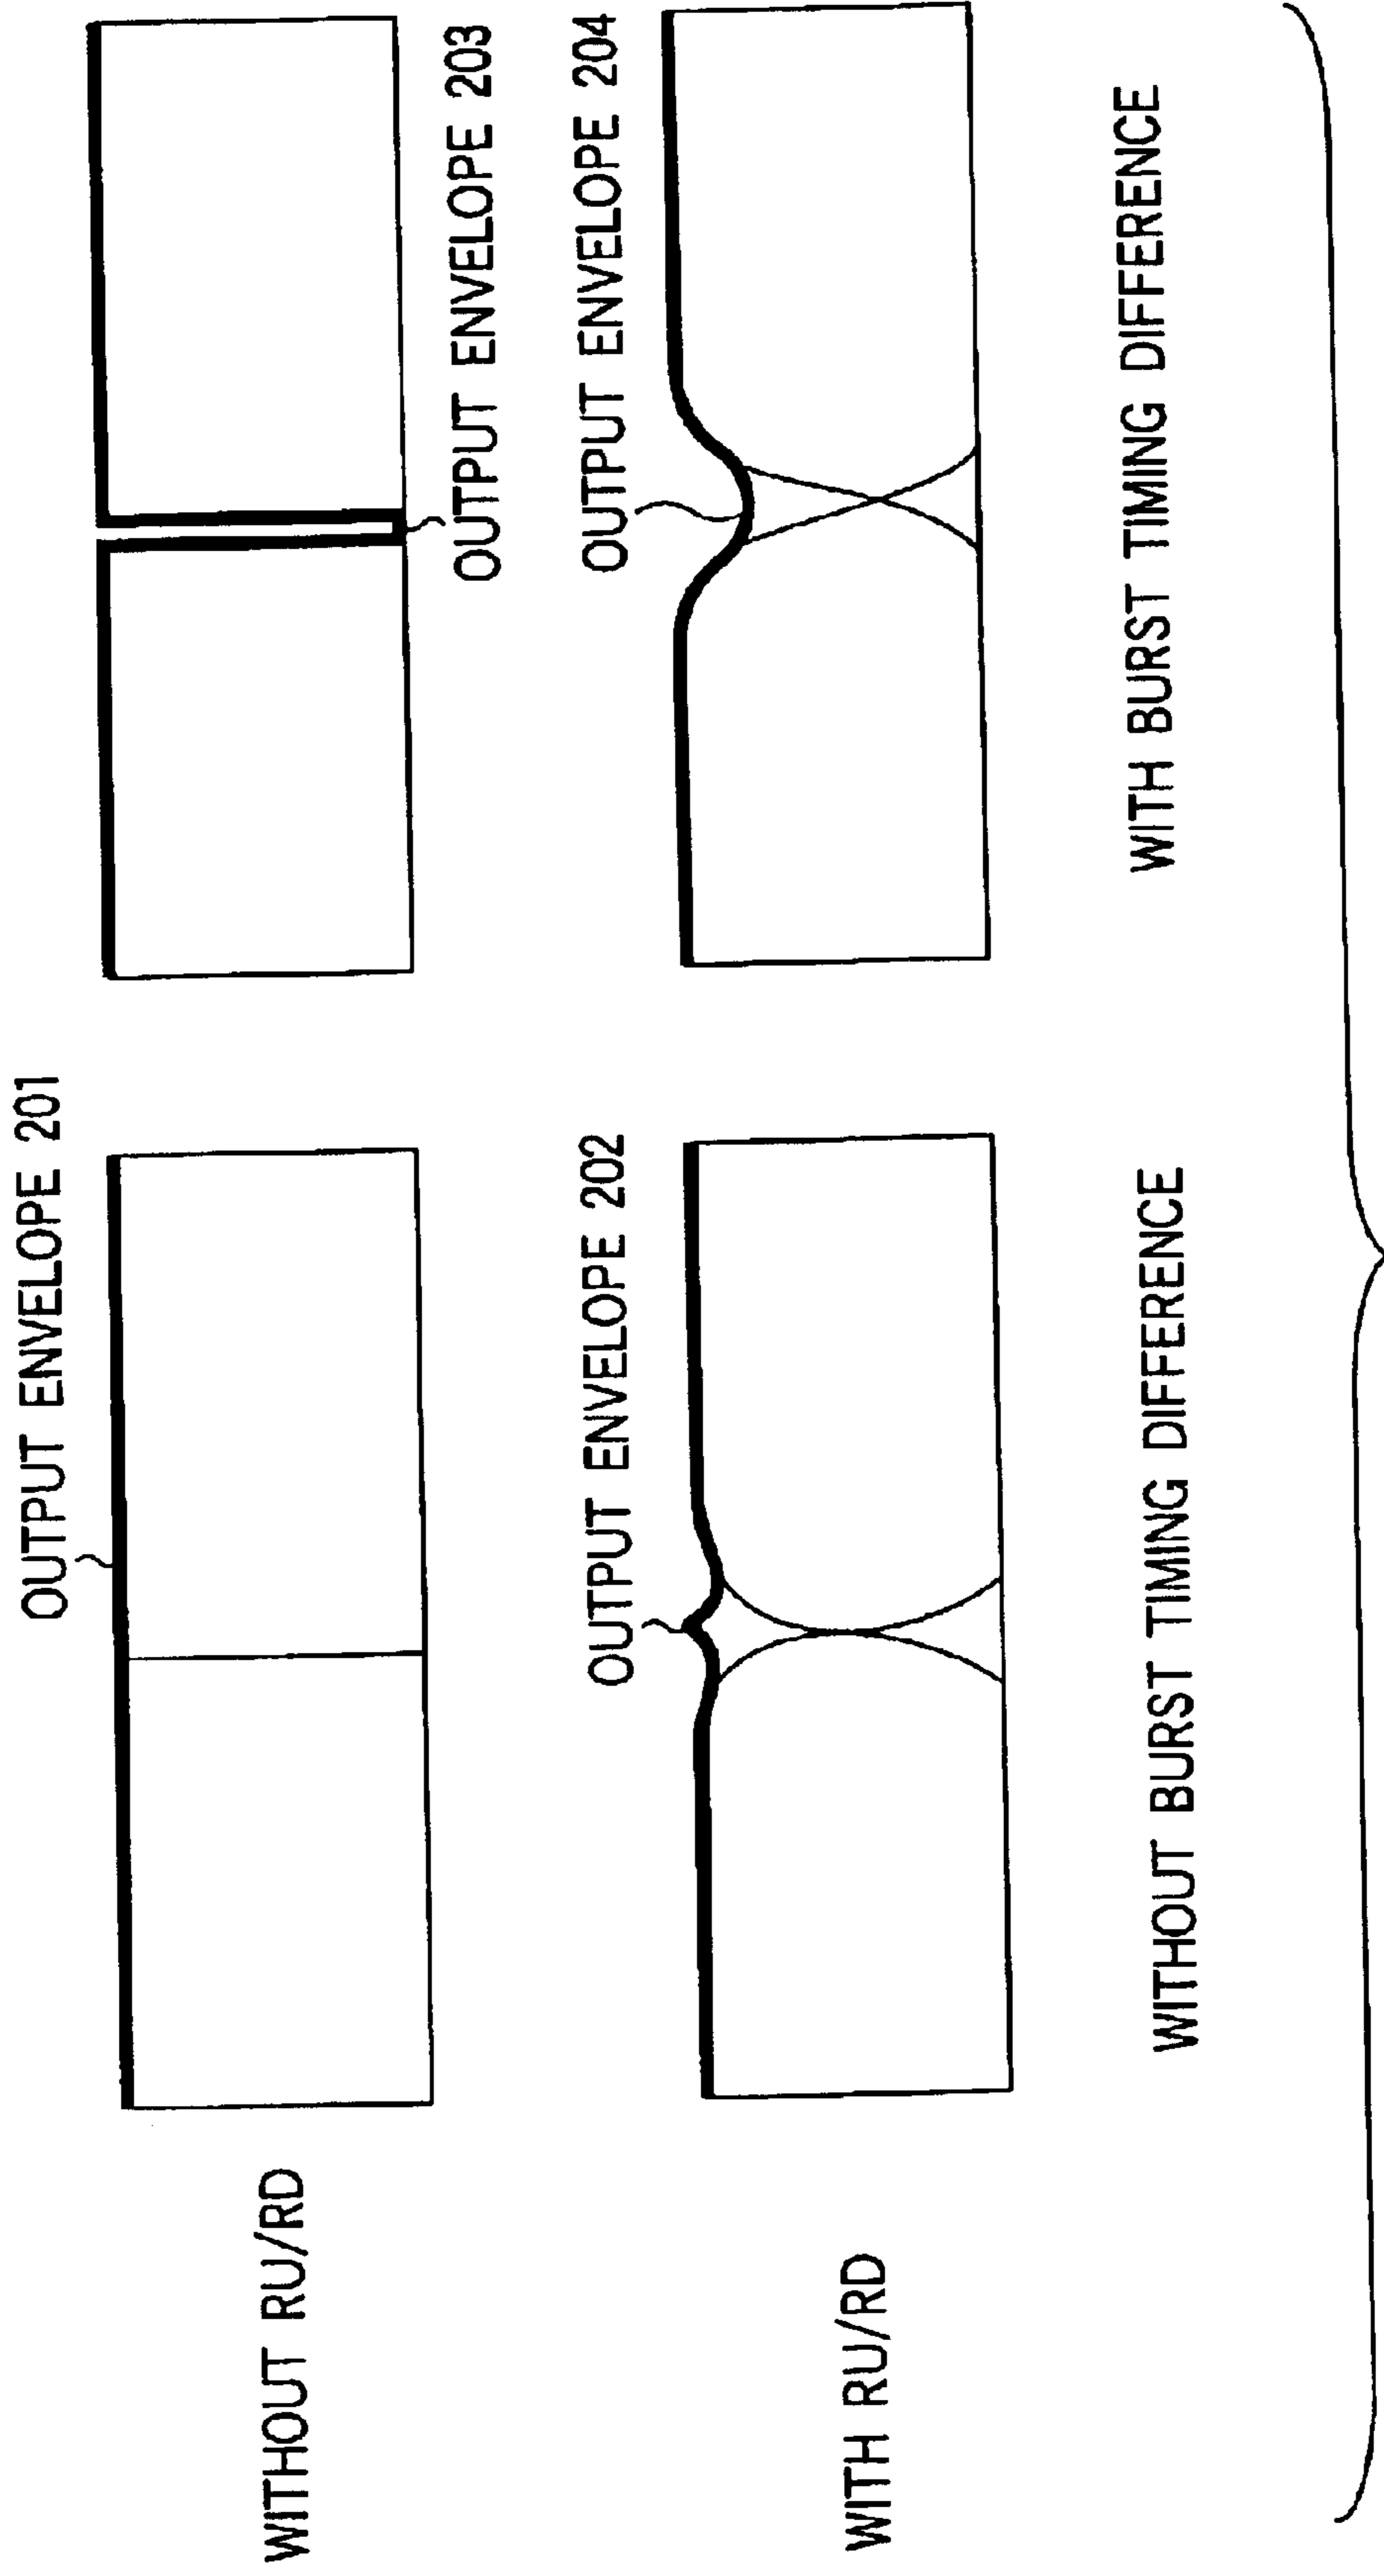 OUTPUT ENVELOPE 201
WITHOUT RU/RD
OUTPUT ENVELOPE 203
OUTPUT ENVELOPE 202
OUTPUT ENVELOPE 204
WITH RU/RD
WITHOUT BURST TIMING DIFFERENCE
WITH BURST TIMING DIFFERENCE